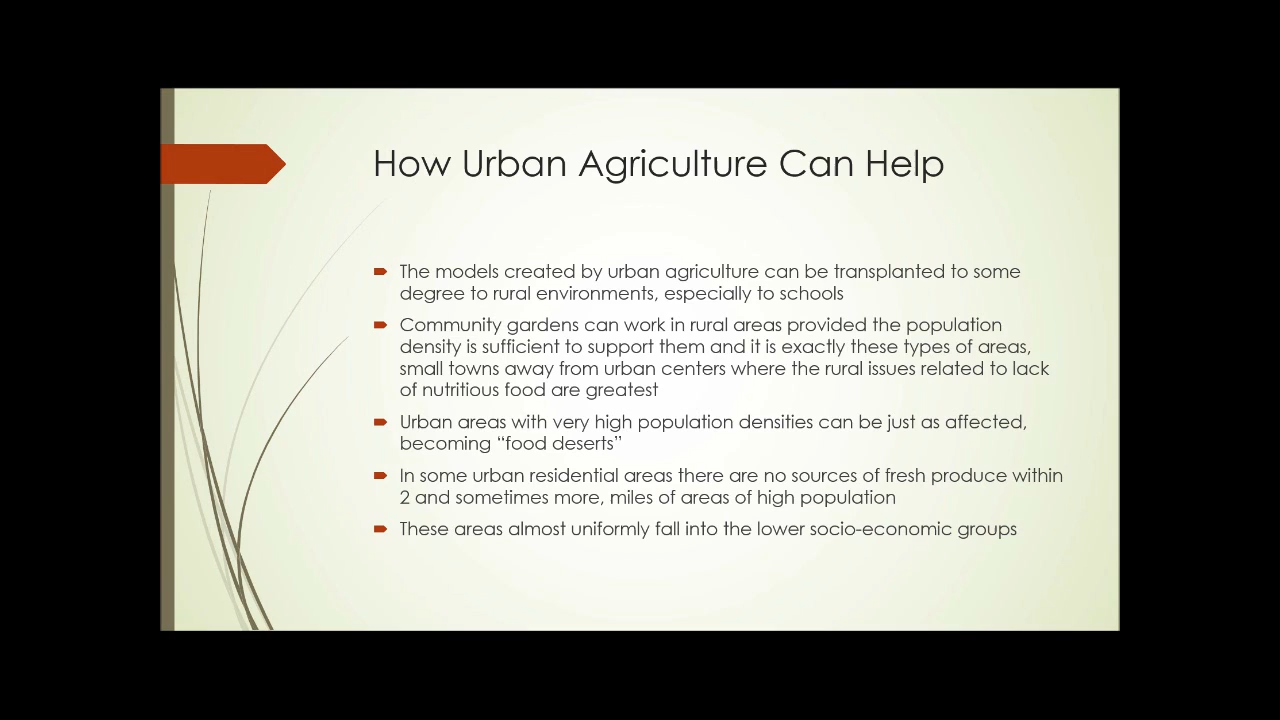 How Urban Agriculture Can Help
The models created by urban agriculture can be transplanted to some
degree to rural environments, especially to schools
Community gardens can work in rural areas provided the population
density is sufficient to support them and it is exactly these types of areas,
small towns away from urban centers where the rural issues related to lack
of nutritious food are greatest
Urban areas with very high population densities can be just as affected,
becoming “food deserts”
In some urban residential areas there are no sources of fresh produce within
2 and sometimes more, miles of areas of high population
These areas almost uniformly fall into the lower socio-economic groups